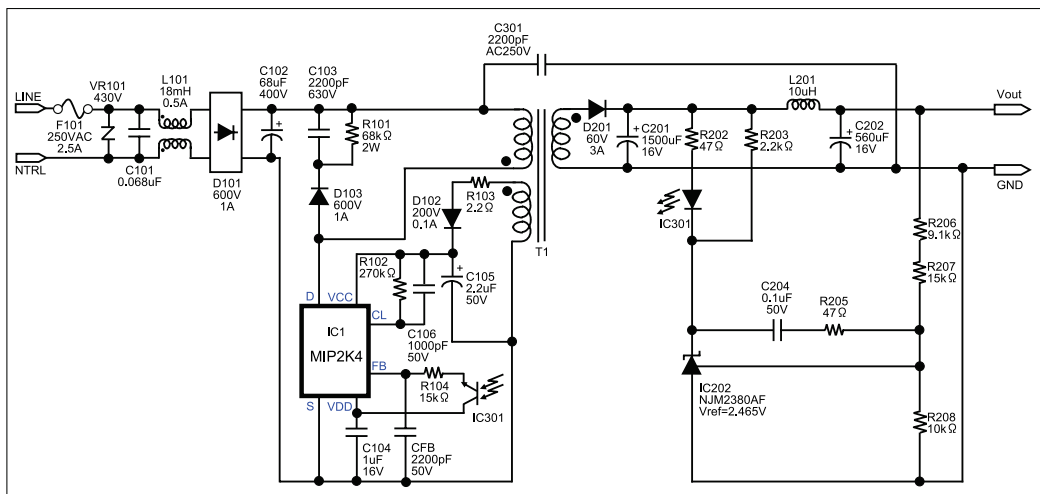 C301
2200pF
AC250V
LINE
F101
250VAC
2.5A
NTRL
VR101
430V
C101
0.068uF
L101
18mH
0.5A
D101
600V
1A
C102
68uF
400V
+
C103
2200pF
630V
R101
68kΩ
2W
D103
600V
1A
D102
200V
0.1A
R103
2.2Ω
T1
D201
60V
3A
+
C201
1500uF
16V
R202
47Ω
R203
2.2kΩ
L201
10uH
+
C202
560uF
16V
Vout
GND
IC301
R206
9.1kΩ
R207
15kΩ
C204
0.1uF
50V
R205
47Ω
IC202
NJM2380AF
Vref=2.465V
R208
10kΩ
R102
270kΩ
+
C105
2.2uF
50V
C106
1000pF
50V
D
VCC
CL
IC1
MIP2K4
FB
S
VDD
R104
15kΩ
IC301
C104
1uF
16V
CFB
2200pF
50V